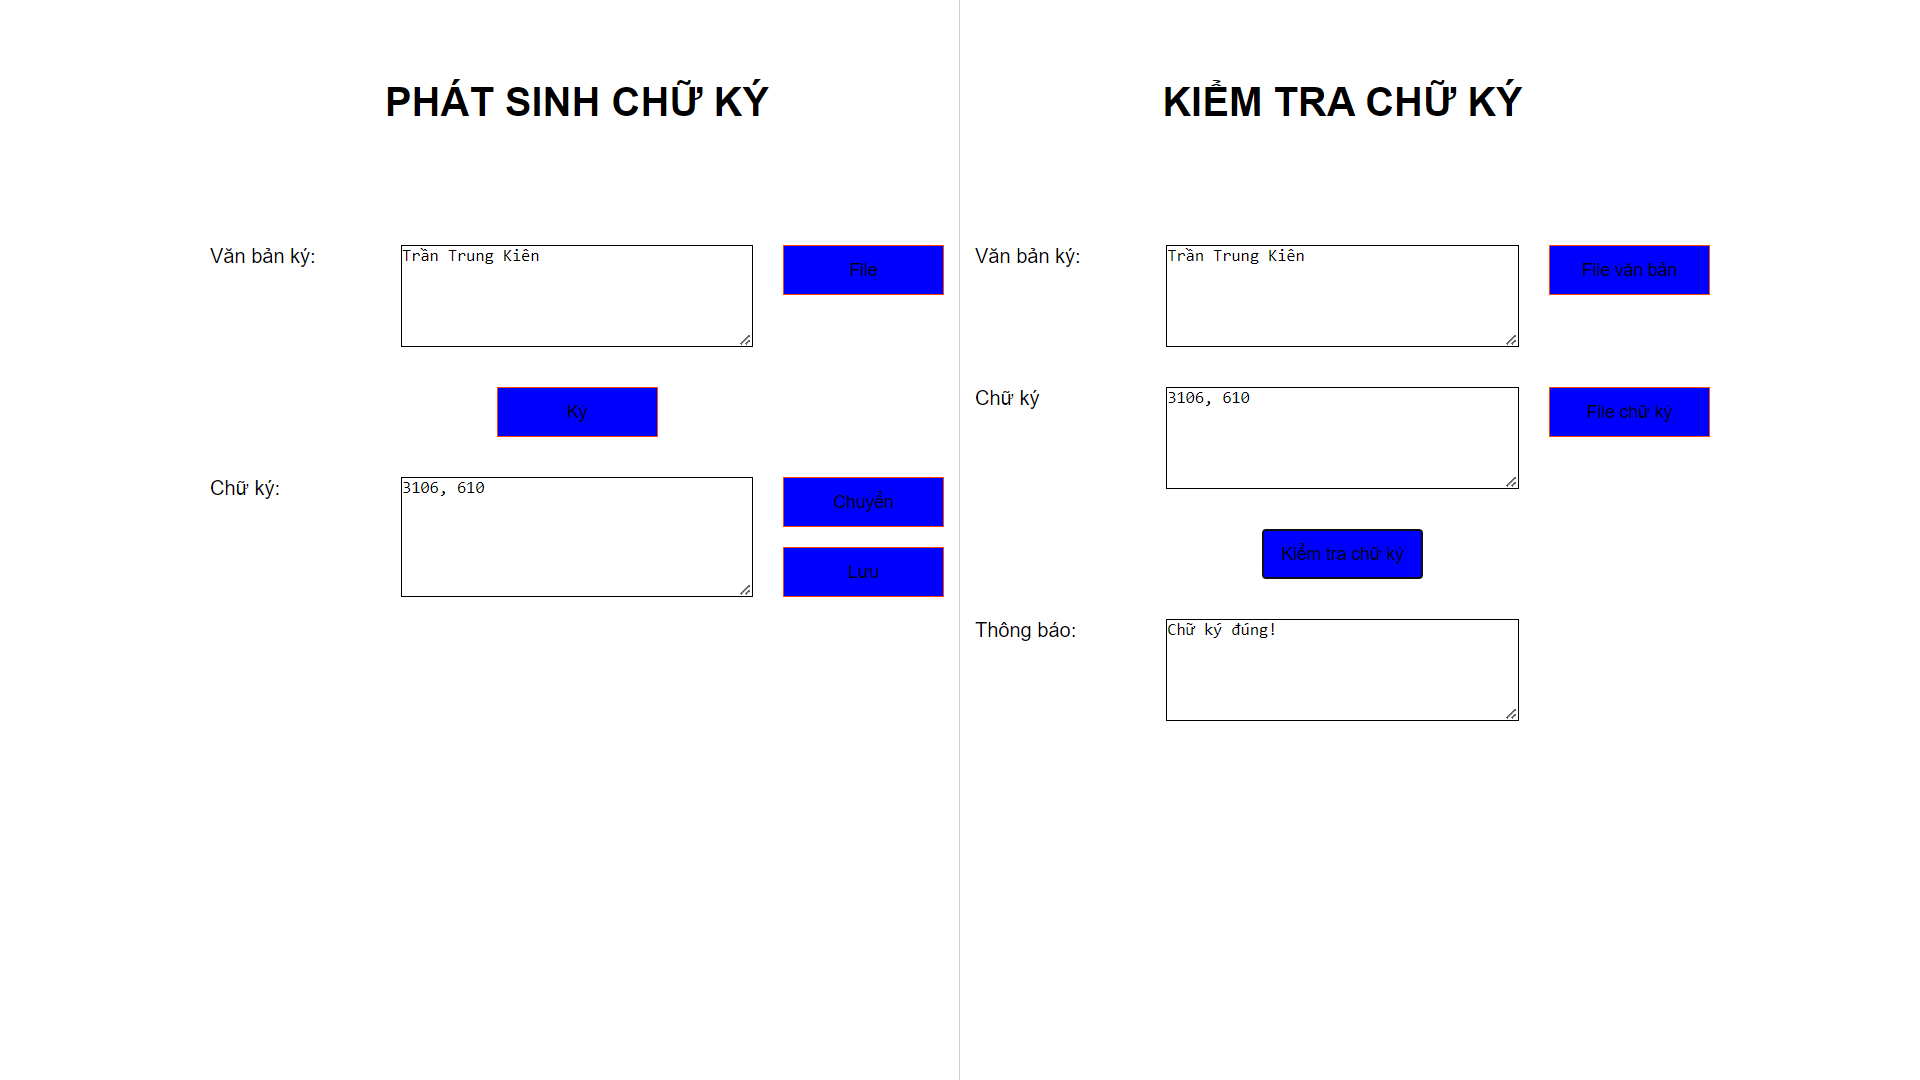 PHÁT SINH CHỮ KÝ
Văn bản ký:
Trần Trung Kiên
File
Ký
Chữ ký:
3106, 610
Chuyển
Lưu
KIỂM TRA CHỮ KÝ
Văn bản ký:
Trần Trung Kiên
File văn bản
Chữ ký
3106, 610
File chữ ký
Kiểm tra chữ ký
Thông báo:
Chữ ký đúng!